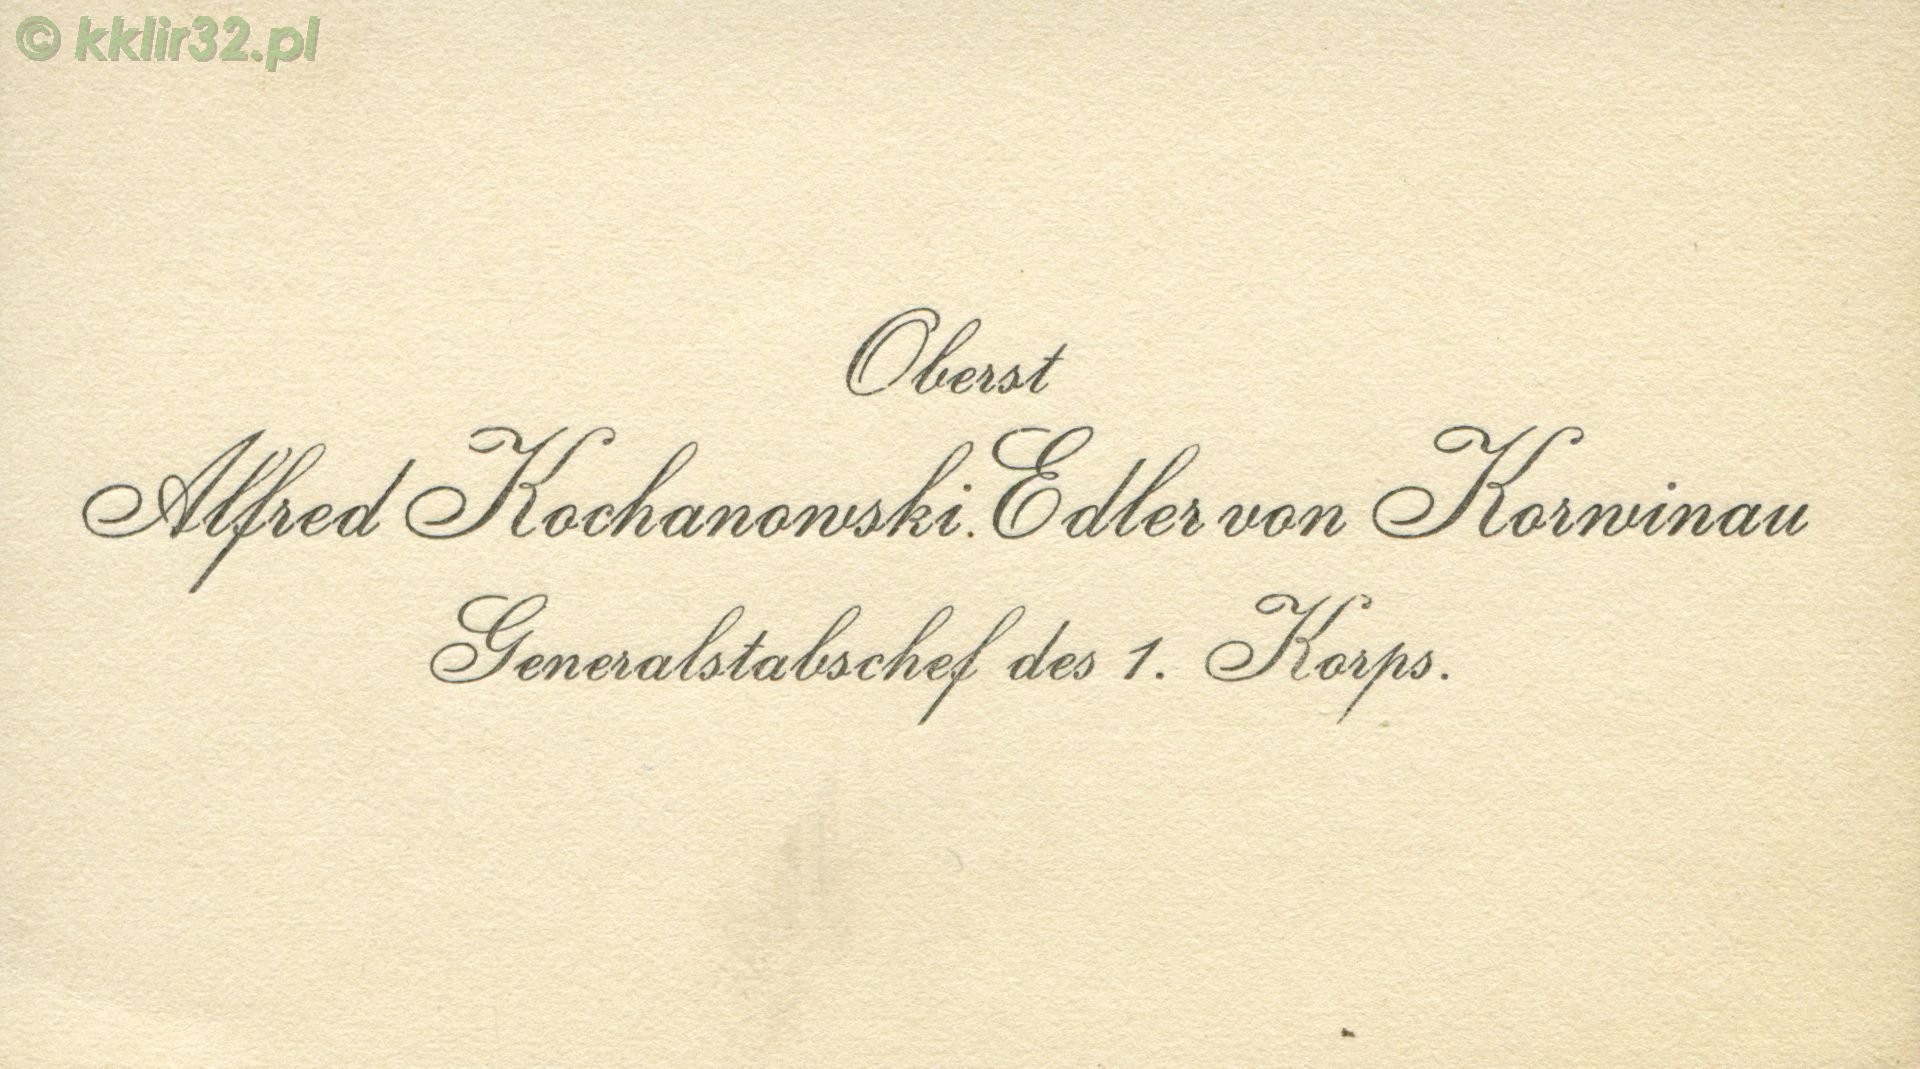 © kklir32.pl
Oberst
Alfred Kochanowski. Edler von Korwinau
Generalstabschef des 1. Korps.